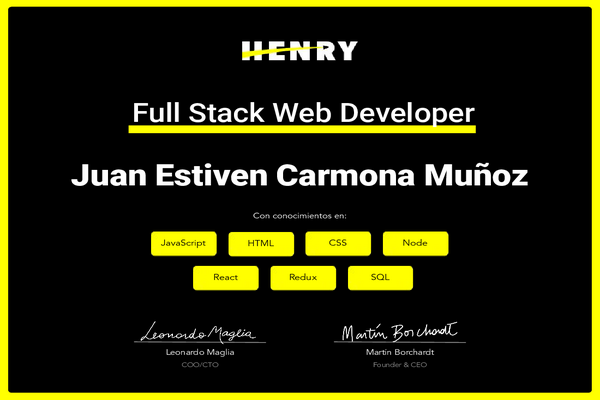 HENRY
Full Stack Web Developer
Juan Estiven Carmona Muñoz
Con conocimientos en:
JavaScript HTML CSS Node
React Redux SQL
Leonardo Maglia Martín Borchardt
Leonardo Maglia Martín Borchardt
COO/CTO Founder & CEO